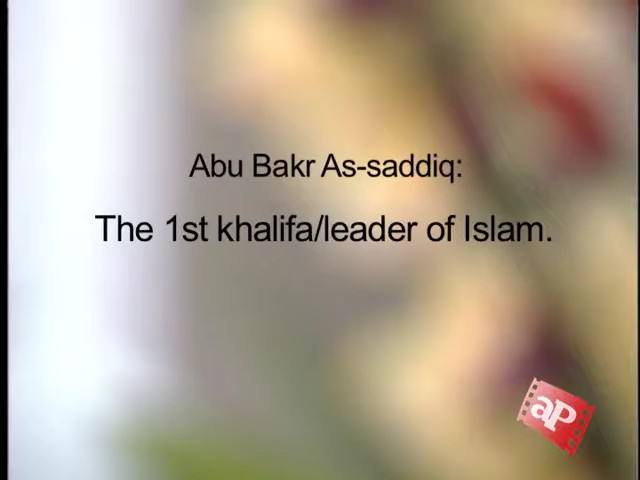 Abu Bakr As-saddiq:
The 1st khalifa/leader of Islam.
aP